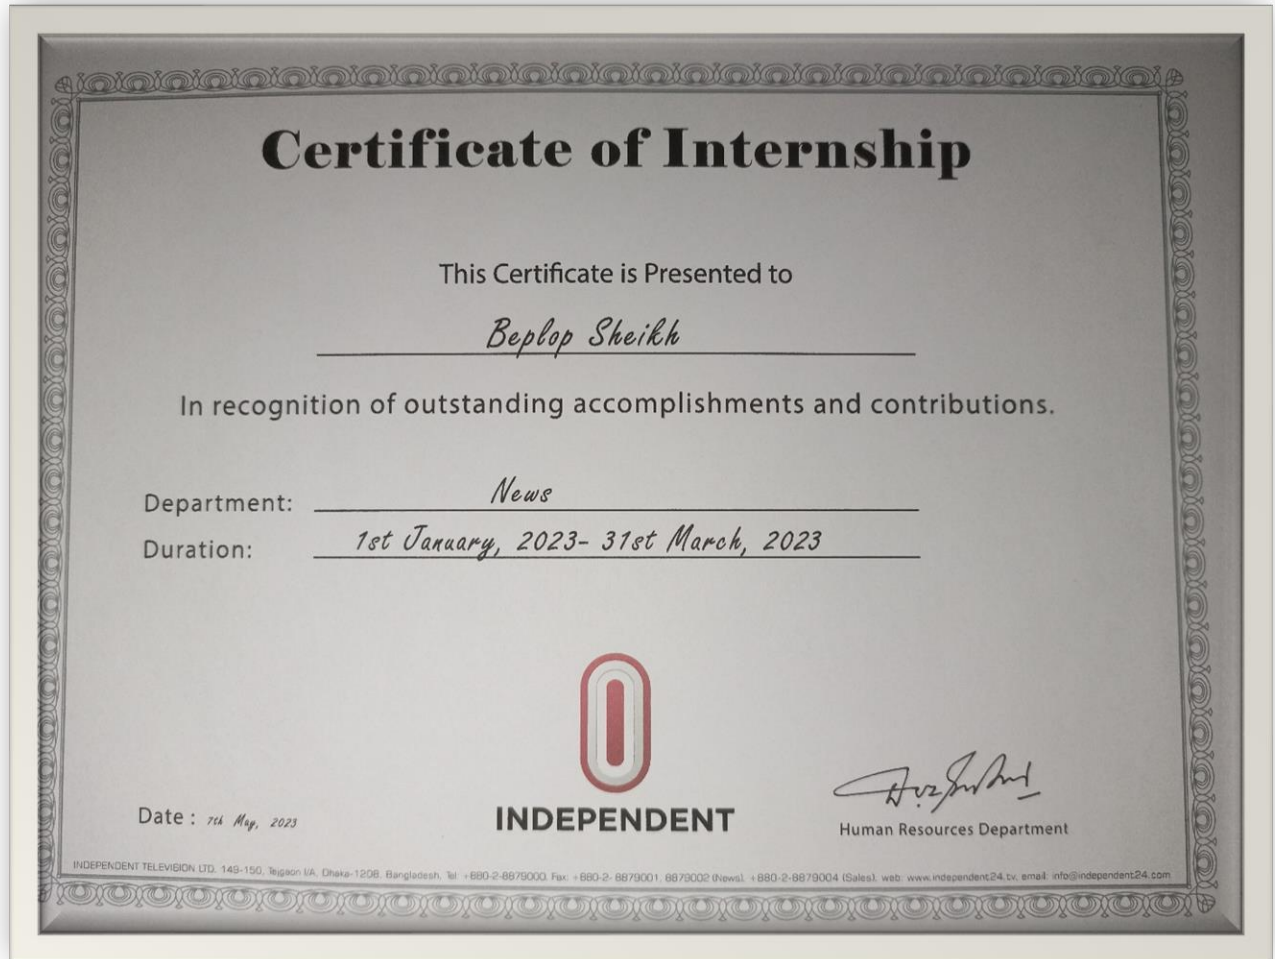 Certificate of Internship
This Certificate is Presented to
Beplop Sheikh
In recognition of outstanding accomplishments and contributions.
Department: News
Duration: 1st January, 2023- 31st March, 2023
INDEPENDENT
Date : 7th May, 2023
Human Resources Department
INDEPENDENT TELEVISION LTD. 149-150, Tejgaon I/A, Dhaka-1208, Bangladesh, Tel: +880-2-8879000, Fax: +880-2- 8879001, 8879002 (News), +880-2-8879004 (Sales), web: www.independent24.tv, email: info@independent24.com